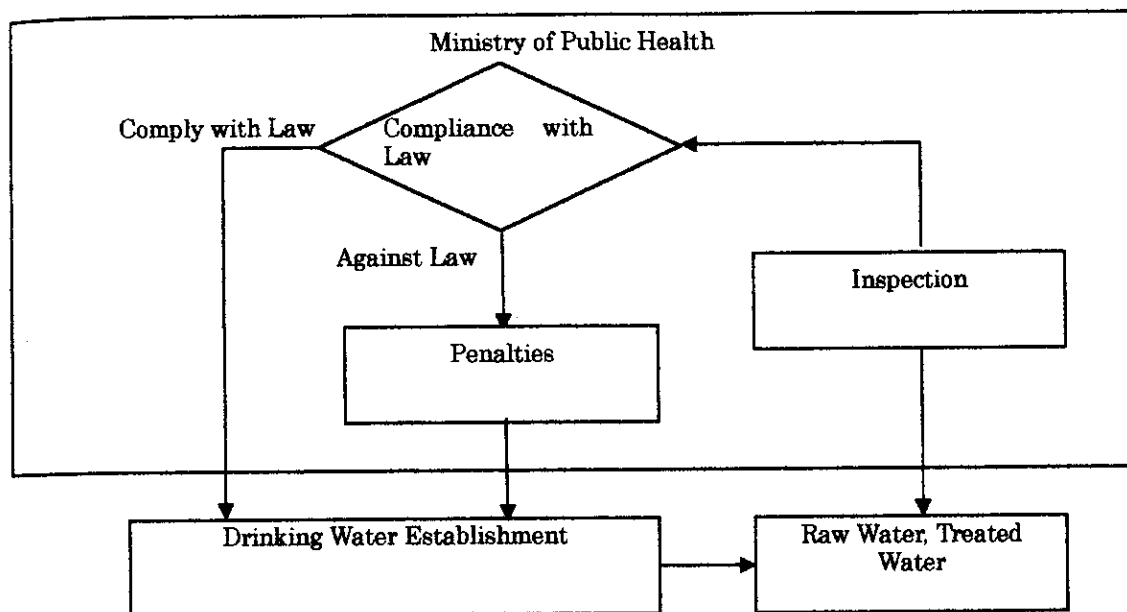 Ministry of Public Health
Comply with Law
Compliance with
Law
Against Law
Inspection
Penalties
Drinking Water Establishment
Raw Water, Treated
Water